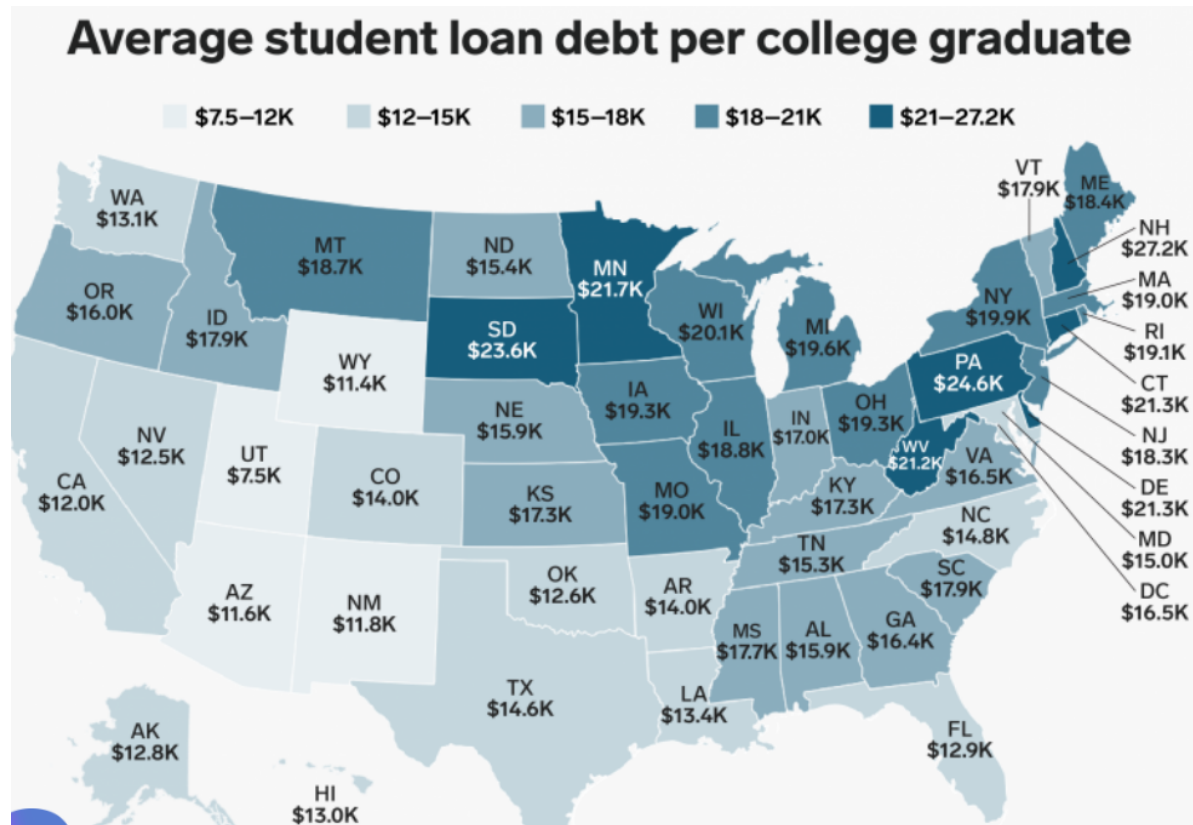 Average student loan debt per college graduate
$7.5–12K
$12–15K
$15–18K
$18–21K
$21–27.2K
WA
$13.1K
OR
$16.0K
ID
$17.9K
MT
$18.7K
ND
$15.4K
MN
$21.7K
SD
$23.6K
WY
$11.4K
NE
$15.9K
IA
$19.3K
WI
$20.1K
MI
$19.6K
NV
$12.5K
UT
$7.5K
CO
$14.0K
CA
$12.0K
KS
$17.3K
MO
$19.0K
IL
$18.8K
IN
$17.0K
OH
$19.3K
KY
$17.3K
WV
$21.2K
VA
$16.5K
PA
$24.6K
NY
$19.9K
VT
$17.9K
ME
$18.4K
NH
$27.2K
MA
$19.0K
RI
$19.1K
CT
$21.3K
NJ
$18.3K
DE
$21.3K
MD
$15.0K
DC
$16.5K
NC
$14.8K
TN
$15.3K
SC
$17.9K
AZ
$11.6K
NM
$11.8K
OK
$12.6K
AR
$14.0K
MS
$17.7K
AL
$15.9K
GA
$16.4K
TX
$14.6K
LA
$13.4K
FL
$12.9K
AK
$12.8K
HI
$13.0K